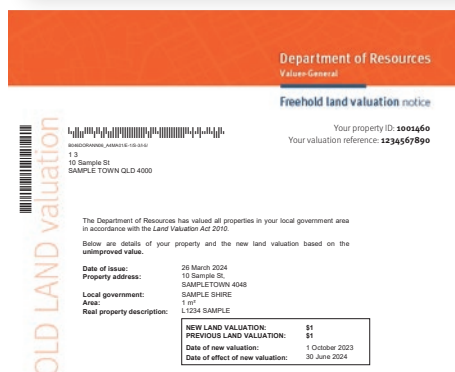 Department of Resources
Valuer-General
Freehold land valuation notice
Your property ID: 1001460
Your valuation reference: 1234567890
OLD LAND valuation
1 3
10 Sample St
SAMPLE TOWN QLD 4000
The Department of Resources has valued all properties in your local government area
in accordance with the Land Valuation Act 2010.
Below are details of your property and the new land valuation based on the
unimproved value.
Date of issue: 26 March 2024
Property address: 10 Sample St,
SAMPLETOWN 4048
Local government: SAMPLE SHIRE
Area: 1 m²
Real property description: L1234 SAMPLE
NEW LAND VALUATION: $1
PREVIOUS LAND VALUATION: $1
Date of new valuation: 1 October 2023
Date of effect of new valuation: 30 June 2024